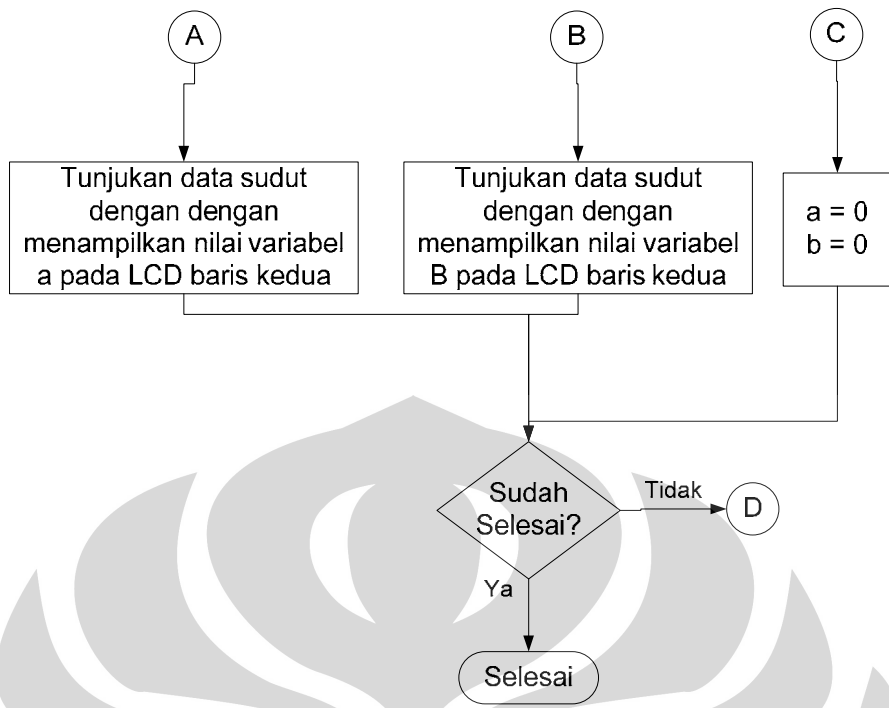 A
B
C
Tunjukan data sudut
dengan dengan
menampilkan nilai variabel
a pada LCD baris kedua
Tunjukan data sudut
dengan dengan
menampilkan nilai variabel
B pada LCD baris kedua
a = 0
b = 0
Sudah
Selesai?
Tidak
D
Ya
Selesai